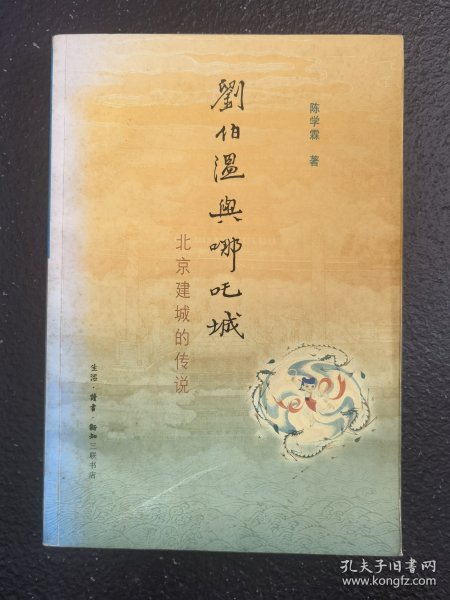 劉伯溫與哪吒城
北京建城的传说
陈学霖 著
生活·讀書·新知三联书店
孔夫子旧书网
www.kongfz.com